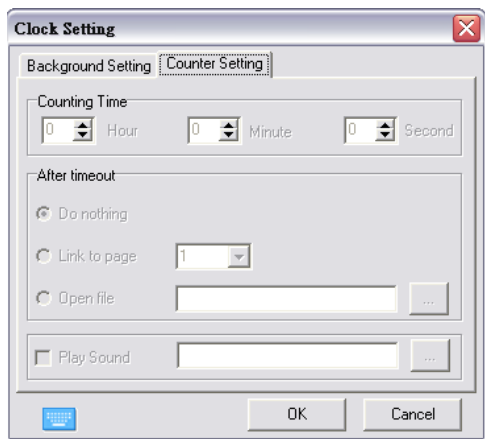 Clock Setting
Background Setting Counter Setting
Counting Time
0 Hour 0 Minute 0 Second
After timeout
Do nothing
Link to page 1
Open file ...
Play Sound ...
OK Cancel